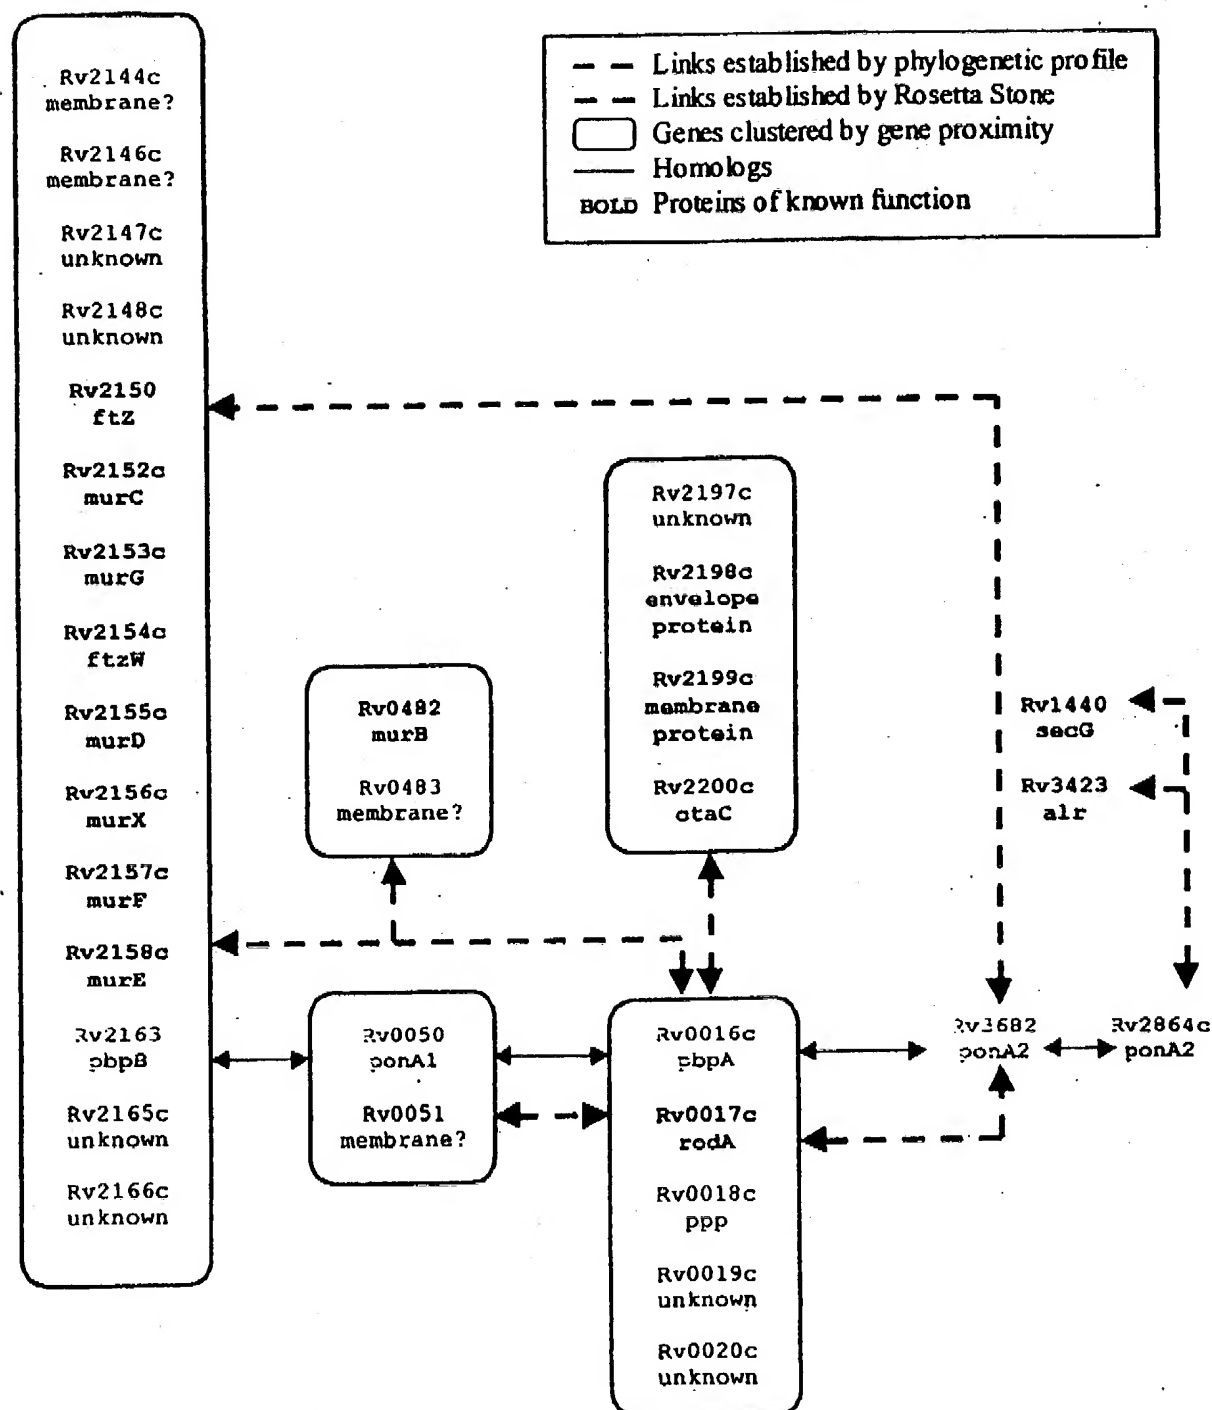 Rv2144c
membrane?
Rv2146c
membrane?
Rv2147c
unknown
Rv2148c
unknown
Rv2150
ftZ
Rv2152c
murC
Rv2153c
murG
Rv2154c
ftzW
Rv2155c
murD
Rv2156c
murX
Rv2157c
murF
Rv2158c
murE
Rv2163
pbpB
Rv2165c
unknown
Rv2166c
unknown
Links established by phylogenetic profile
Links established by Rosetta Stone
Genes clustered by gene proximity
Homologs
BOLD Proteins of known function
Rv0482
murB
Rv0483
membrane?
Rv2197c
unknown
Rv2198c
envelope
protein
Rv2199c
membrane
protein
Rv2200c
ctaC
Rv1440
secG
Rv3423
alr
Rv0050
ponA1
Rv0051
membrane?
Rv0016c
pbpA
Rv0017c
rodA
Rv0018c
ppp
Rv0019c
unknown
Rv0020c
unknown
Rv3682
ponA2
Rv2864c
ponA2